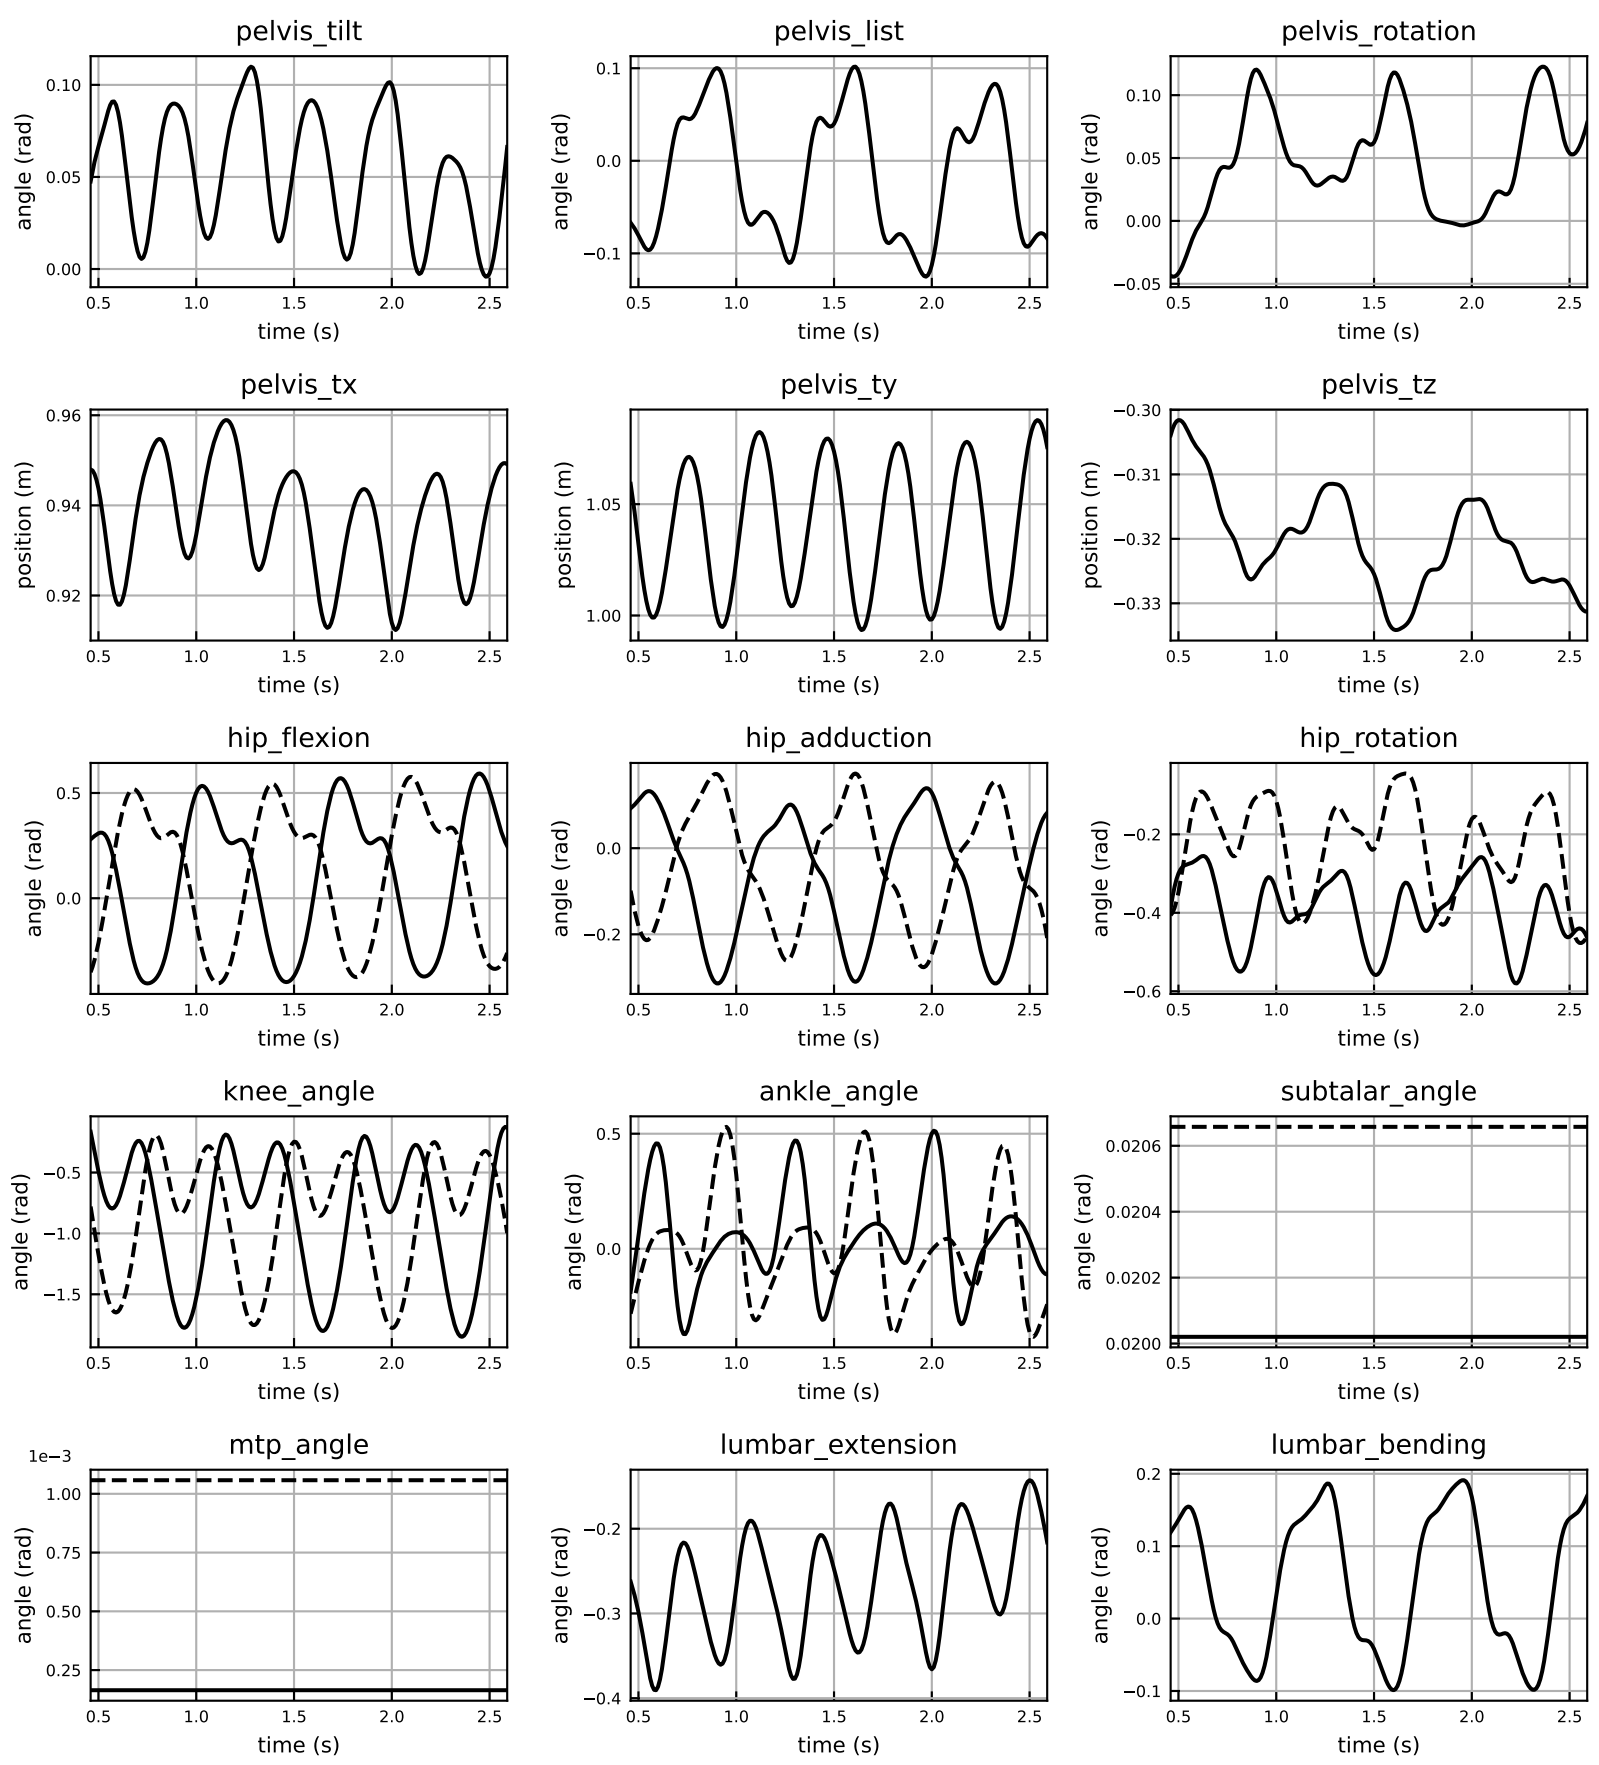 pelvis_tilt
angle (rad)
0.10
0.05
0.00
0.5 1.0 1.5 2.0 2.5
time (s)
pelvis_list
angle (rad)
0.1
0.0
−0.1
0.5 1.0 1.5 2.0 2.5
time (s)
pelvis_rotation
angle (rad)
0.10
0.05
0.00
−0.05
0.5 1.0 1.5 2.0 2.5
time (s)
pelvis_tx
position (m)
0.96
0.94
0.92
0.5 1.0 1.5 2.0 2.5
time (s)
pelvis_ty
position (m)
1.05
1.00
0.5 1.0 1.5 2.0 2.5
time (s)
pelvis_tz
position (m)
−0.30
−0.31
−0.32
−0.33
0.5 1.0 1.5 2.0 2.5
time (s)
hip_flexion
angle (rad)
0.5
0.0
0.5 1.0 1.5 2.0 2.5
time (s)
hip_adduction
angle (rad)
0.0
−0.2
0.5 1.0 1.5 2.0 2.5
time (s)
hip_rotation
angle (rad)
−0.2
−0.4
−0.6
0.5 1.0 1.5 2.0 2.5
time (s)
knee_angle
angle (rad)
−0.5
−1.0
−1.5
0.5 1.0 1.5 2.0 2.5
time (s)
ankle_angle
angle (rad)
0.5
0.0
0.5 1.0 1.5 2.0 2.5
time (s)
subtalar_angle
angle (rad)
0.0206
0.0204
0.0202
0.0200
0.5 1.0 1.5 2.0 2.5
time (s)
mtp_angle
1e−3
angle (rad)
1.00
0.75
0.50
0.25
0.5 1.0 1.5 2.0 2.5
time (s)
lumbar_extension
angle (rad)
−0.2
−0.3
−0.4
0.5 1.0 1.5 2.0 2.5
time (s)
lumbar_bending
angle (rad)
0.2
0.1
0.0
−0.1
0.5 1.0 1.5 2.0 2.5
time (s)